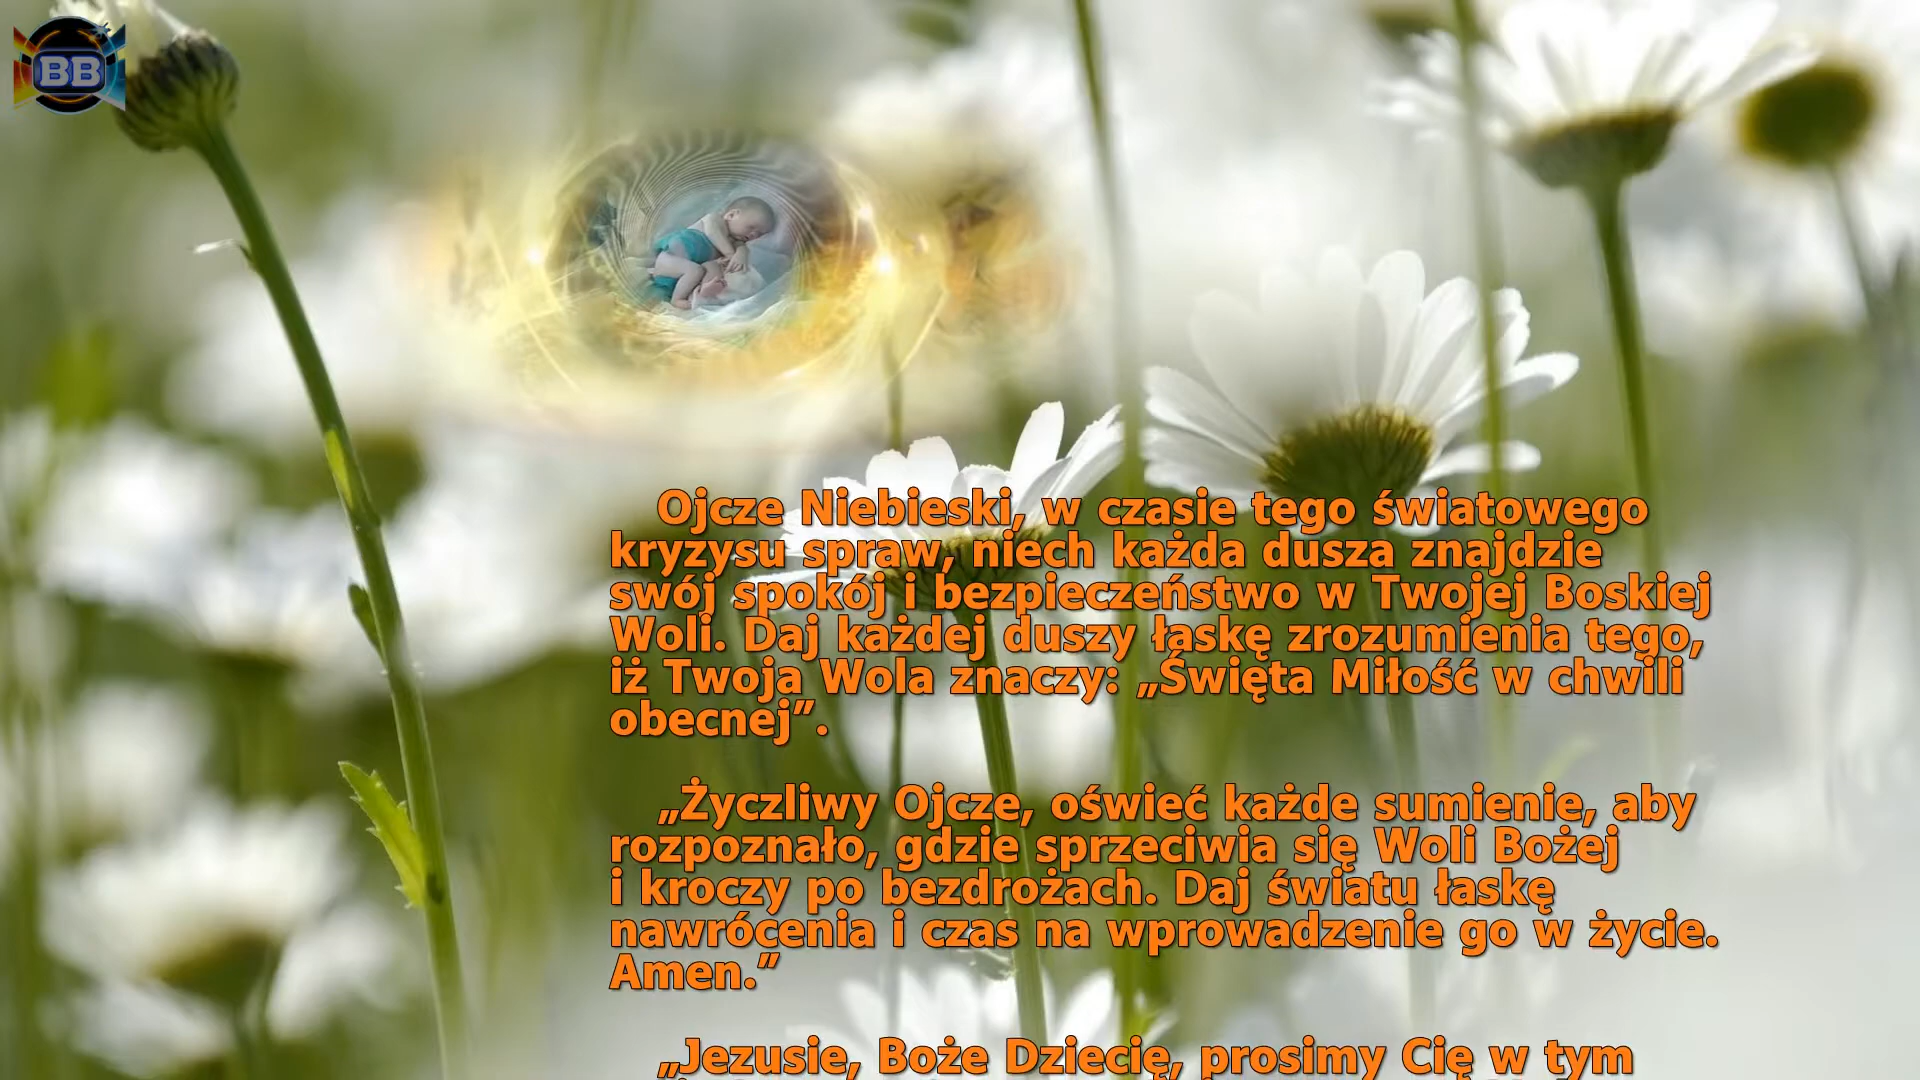 BB
Ojcze Niebieski, w czasie tego światowego
kryzysu spraw, niech każda dusza znajdzie
swój spokój i bezpieczeństwo w Twojej Boskiej
Woli. Daj każdej duszy łaskę zrozumienia tego,
iż Twoja Wola znaczy: „Święta Miłość w chwili
obecnej”.
„Życzliwy Ojcze, oświeć każde sumienie, aby
rozpoznało, gdzie sprzeciwia się Woli Bożej
i kroczy po bezdrożach. Daj światu łaskę
nawrócenia i czas na wprowadzenie go w życie.
Amen.”
„Jezusie, Boże Dziecię, prosimy Cię w tym